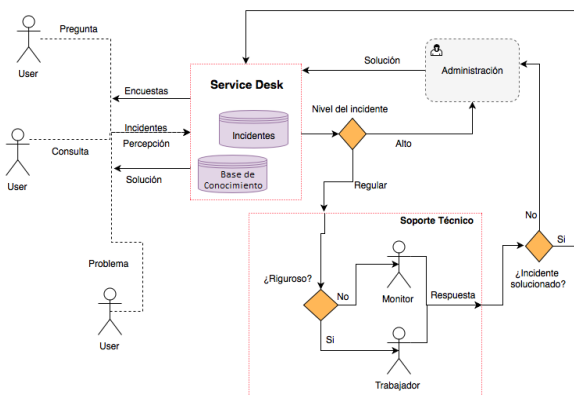 Pregunta
User
Encuestas
Incidentes
Percepción
Consulta
User
Solución
Problema
User
Service Desk
Incidentes
Base de
Conocimiento
Solución
Administración
Nivel del incidente
Alto
Regular
Soporte Técnico
¿Riguroso?
No
Si
Monitor
Trabajador
Respuesta
No
Si
¿Incidente
solucionado?